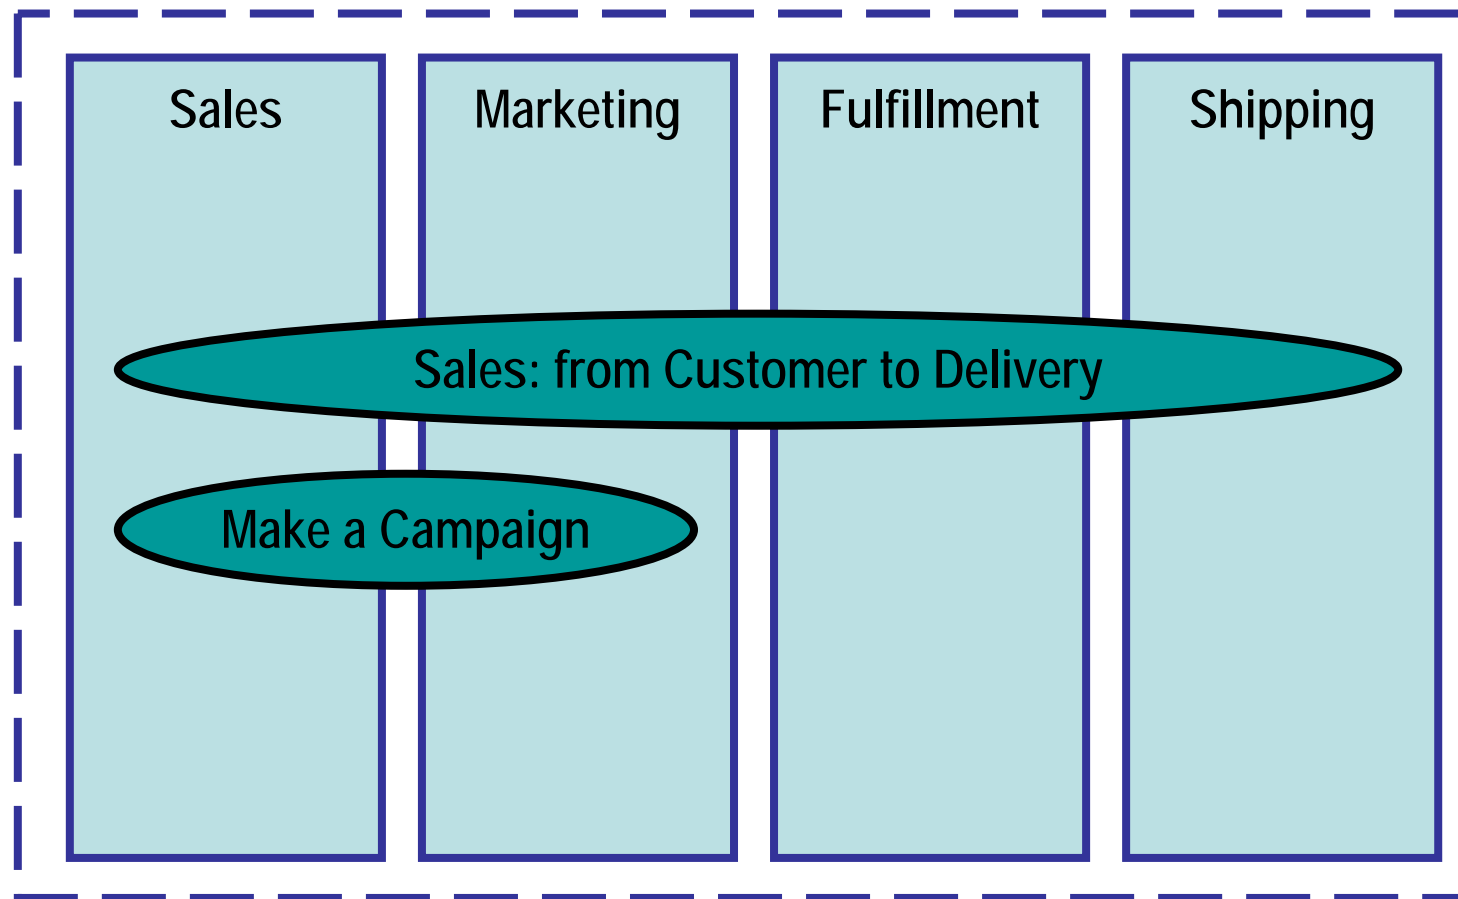 Sales
Marketing
Fulfillment
Shipping
Sales: from Customer to Delivery
Make a Campaign